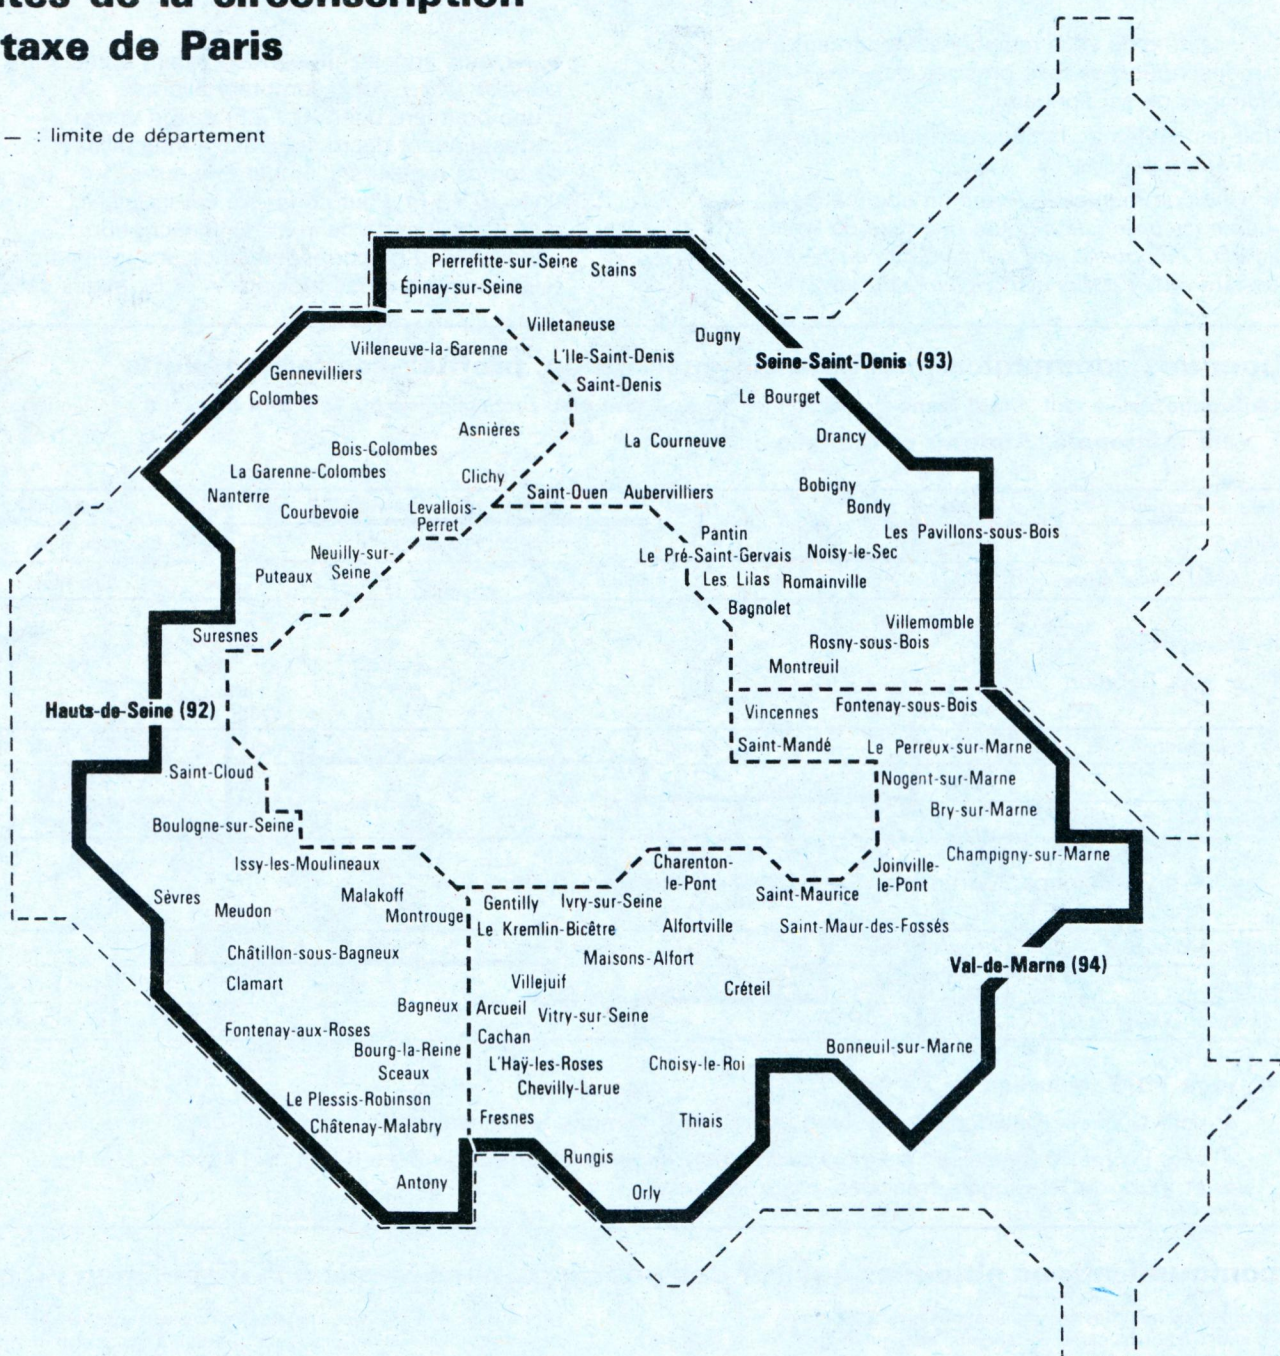 taxe de Paris
— : limite de département
Pierrefitte-sur-Seine
Stains
Épinay-sur-Seine
Villetaneuse
Dugny
Villeneuve-la-Garenne
L'Ile-Saint-Denis
Seine-Saint-Denis (93)
Gennevilliers
Saint-Denis
Colombes
Le Bourget
Asnières
La Courneuve
Drancy
Bois-Colombes
La Garenne-Colombes
Clichy
Nanterre
Saint-Ouen
Aubervilliers
Bobigny
Courbevoie
Levallois-
Perret
Bondy
Pantin
Les Pavillons-sous-Bois
Neuilly-sur-
Seine
Le Pré-Saint-Gervais
Noisy-le-Sec
Puteaux
Les Lilas
Romainville
Bagnolet
Suresnes
Villemomble
Rosny-sous-Bois
Montreuil
Hauts-de-Seine (92)
Vincennes
Fontenay-sous-Bois
Saint-Mandé
Le Perreux-sur-Marne
Saint-Cloud
Nogent-sur-Marne
Bry-sur-Marne
Boulogne-sur-Seine
Issy-les-Moulineaux
Charenton-
le-Pont
Joinville-
le-Pont
Champigny-sur-Marne
Sèvres
Malakoff
Saint-Maurice
Meudon
Montrouge
Gentilly
Ivry-sur-Seine
Le Kremlin-Bicêtre
Alfortville
Saint-Maur-des-Fossés
Châtillon-sous-Bagneux
Maisons-Alfort
Val-de-Marne (94)
Clamart
Villejuif
Créteil
Bagneux
Arcueil
Vitry-sur-Seine
Fontenay-aux-Roses
Cachan
Bourg-la-Reine
Bonneuil-sur-Marne
Sceaux
L'Haÿ-les-Roses
Choisy-le-Roi
Chevilly-Larue
Le Plessis-Robinson
Châtenay-Malabry
Fresnes
Thiais
Rungis
Antony
Orly